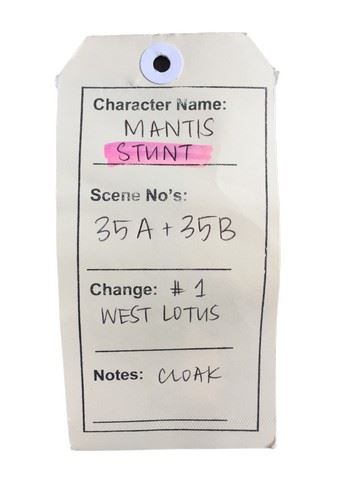 Character Name:
MANTIS
STUNT
Scene No's:
35A + 35B
Change: #1
WEST LOTUS
Notes: CLOAK